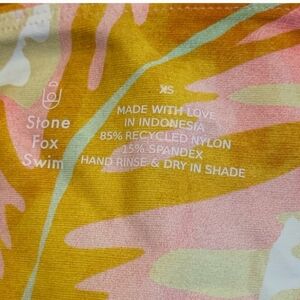 Stone
Fox
Swim
XS
MADE WITH LOVE
IN INDONESIA
85% RECYCLED NYLON
15% SPANDEX
HAND RINSE & DRY IN SHADE